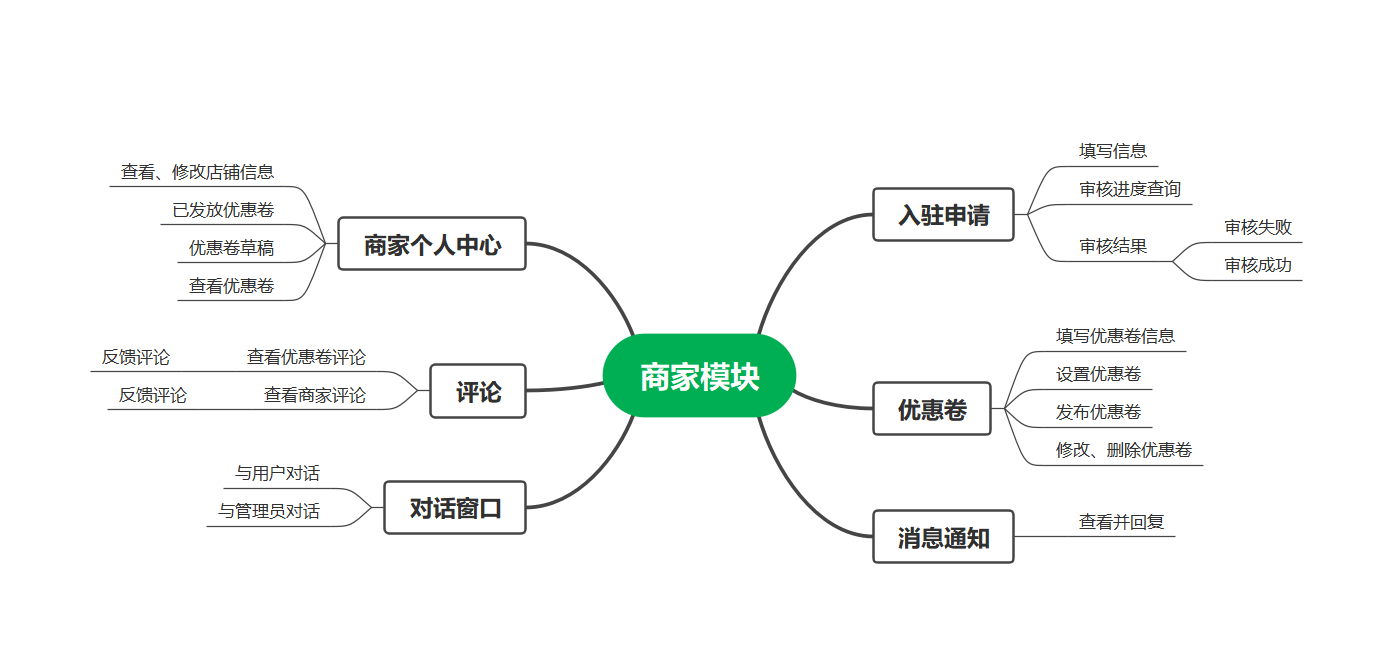 商家模块
入驻申请
填写信息
审核进度查询
审核结果
审核失败
审核成功
优惠卷
填写优惠卷信息
设置优惠卷
发布优惠卷
修改、删除优惠卷
消息通知
查看并回复
商家个人中心
查看、修改店铺信息
已发放优惠卷
优惠卷草稿
查看优惠卷
评论
查看优惠卷评论
反馈评论
查看商家评论
反馈评论
对话窗口
与用户对话
与管理员对话